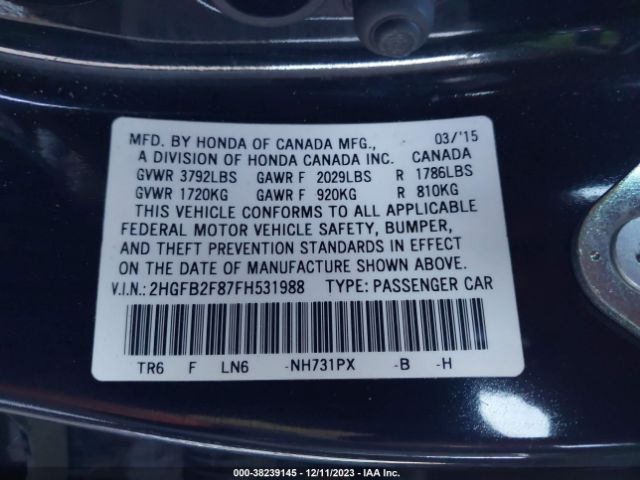 MFD. BY HONDA OF CANADA MFG., 03/'15
A DIVISION OF HONDA CANADA INC. CANADA
GVWR 3792LBS GAWR F 2029LBS R 1786LBS
GVWR 1720KG GAWR F 920KG R 810KG
THIS VEHICLE CONFORMS TO ALL APPLICABLE
FEDERAL MOTOR VEHICLE SAFETY, BUMPER,
AND THEFT PREVENTION STANDARDS IN EFFECT
ON THE DATE OF MANUFACTURE SHOWN ABOVE.
V.I.N.: 2HGFB2F87FH531988 TYPE: PASSENGER CAR
TR6 F LN6 -NH731PX -B -H
000-38239145 - 12/11/2023 - IAA Inc.